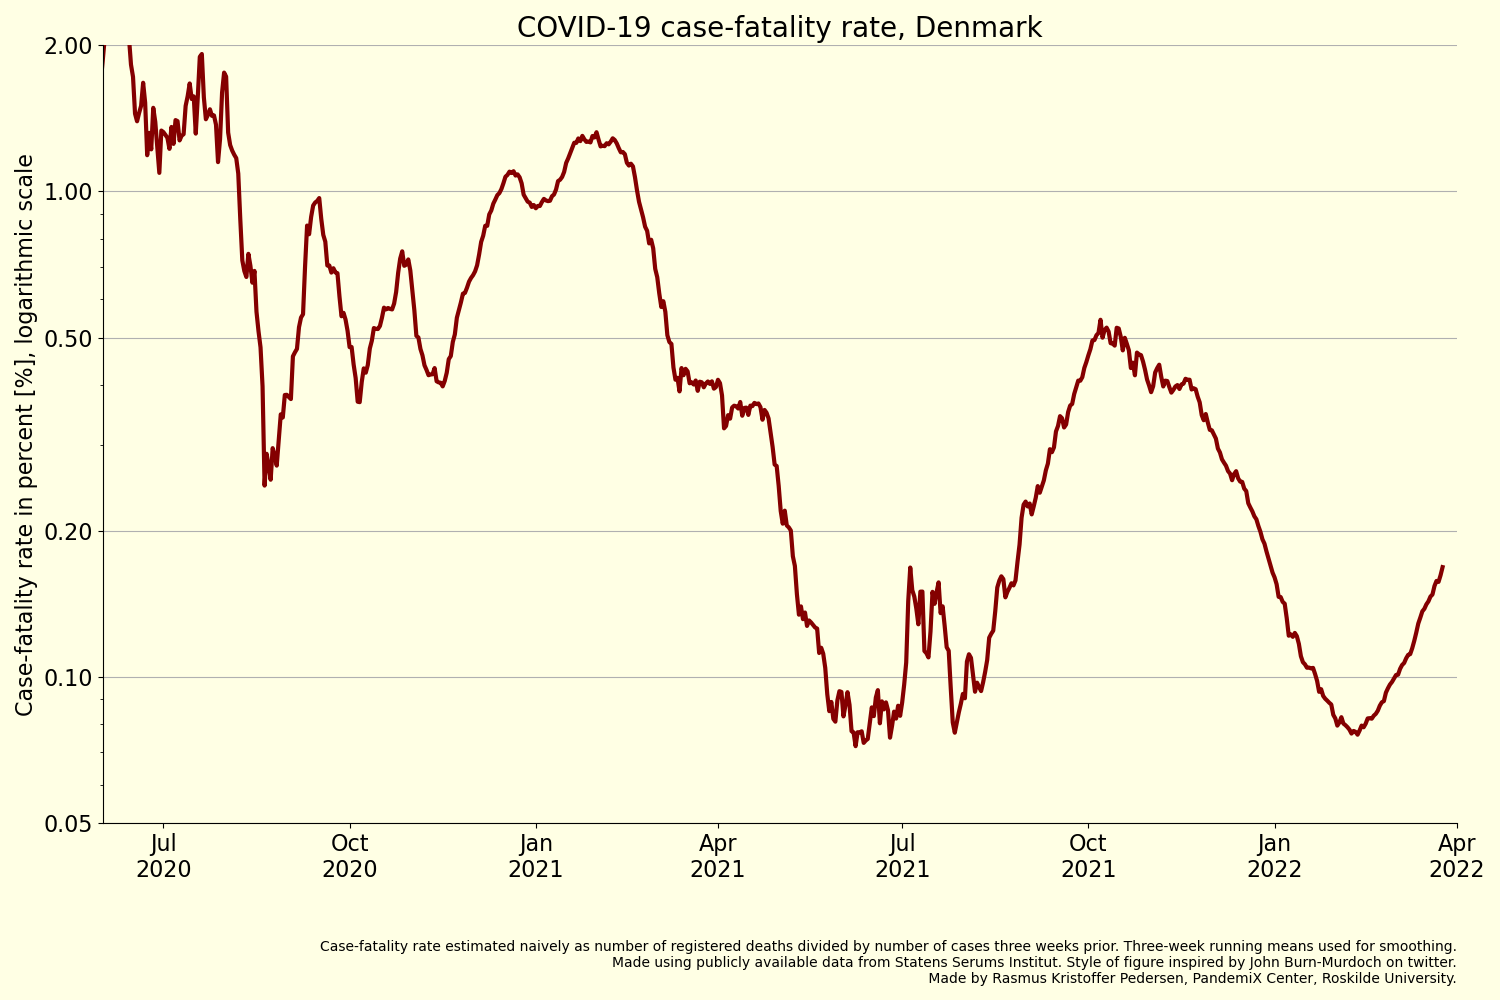 COVID-19 case-fatality rate, Denmark
Case-fatality rate in percent [%], logarithmic scale
2.00
1.00
0.50
0.20
0.10
0.05
Jul
2020
Oct
2020
Jan
2021
Apr
2021
Jul
2021
Oct
2021
Jan
2022
Apr
2022
Case-fatality rate estimated naively as number of registered deaths divided by number of cases three weeks prior. Three-week running means used for smoothing.
Made using publicly available data from Statens Serums Institut. Style of figure inspired by John Burn-Murdoch on twitter.
Made by Rasmus Kristoffer Pedersen, PandemiX Center, Roskilde University.